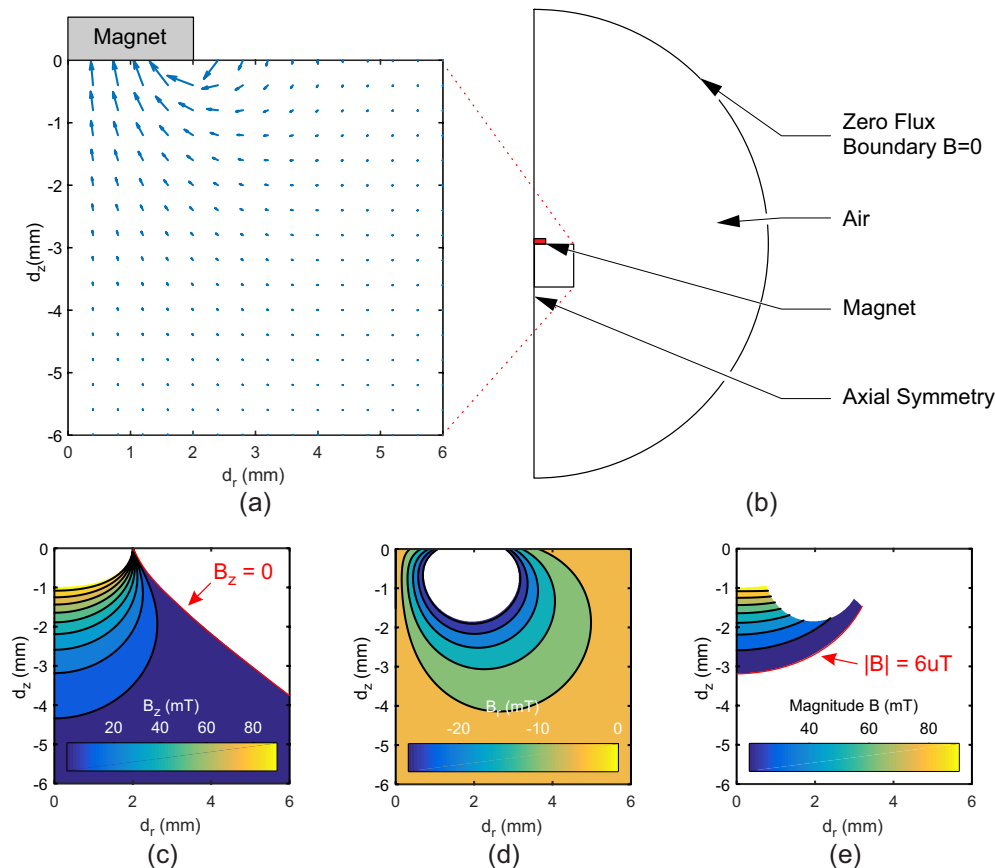 Magnet
0
-1
-2
-3
-4
-5
-6
d_z(mm)
0 1 2 3 4 5 6
d_r (mm)
(a)
Zero Flux
Boundary B=0
Air
Magnet
Axial Symmetry
(b)
0
-1
-2
-3
-4
-5
-6
d_z (mm)
B_z = 0
B_z (mT)
20 40 60 80
0 2 4 6
d_r (mm)
(c)
0
-1
-2
-3
-4
-5
-6
d_z (mm)
B_r (mT)
-20 -10 0
0 2 4 6
d_r (mm)
(d)
0
-1
-2
-3
-4
-5
-6
d_z (mm)
|B| = 6uT
Magnitude B (mT)
40 60 80
0 2 4 6
d_r (mm)
(e)